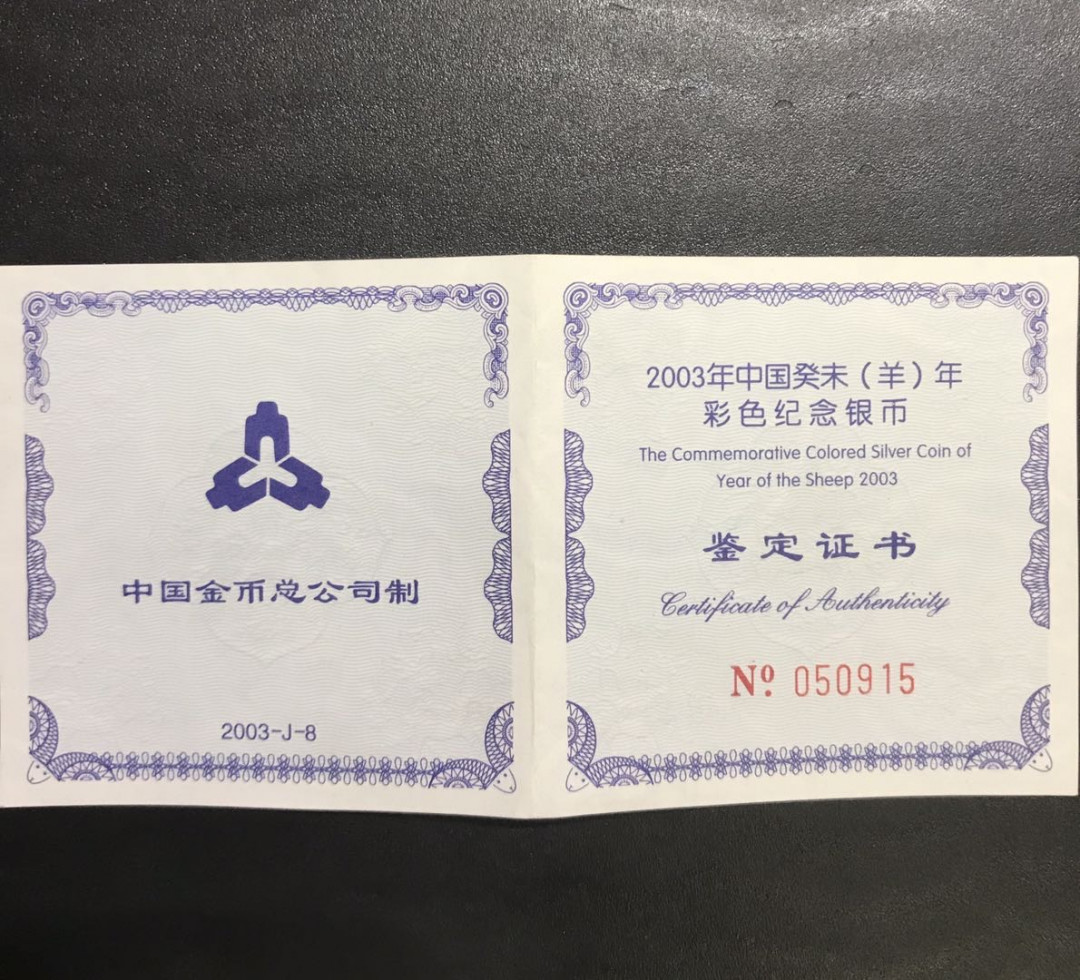 中国金币总公司制
2003-J-8
2003年中国癸未（羊）年
彩色纪念银币
The Commemorative Colored Silver Coin of
Year of the Sheep 2003
鉴定证书
Certificate of Authenticity
Nº 050915